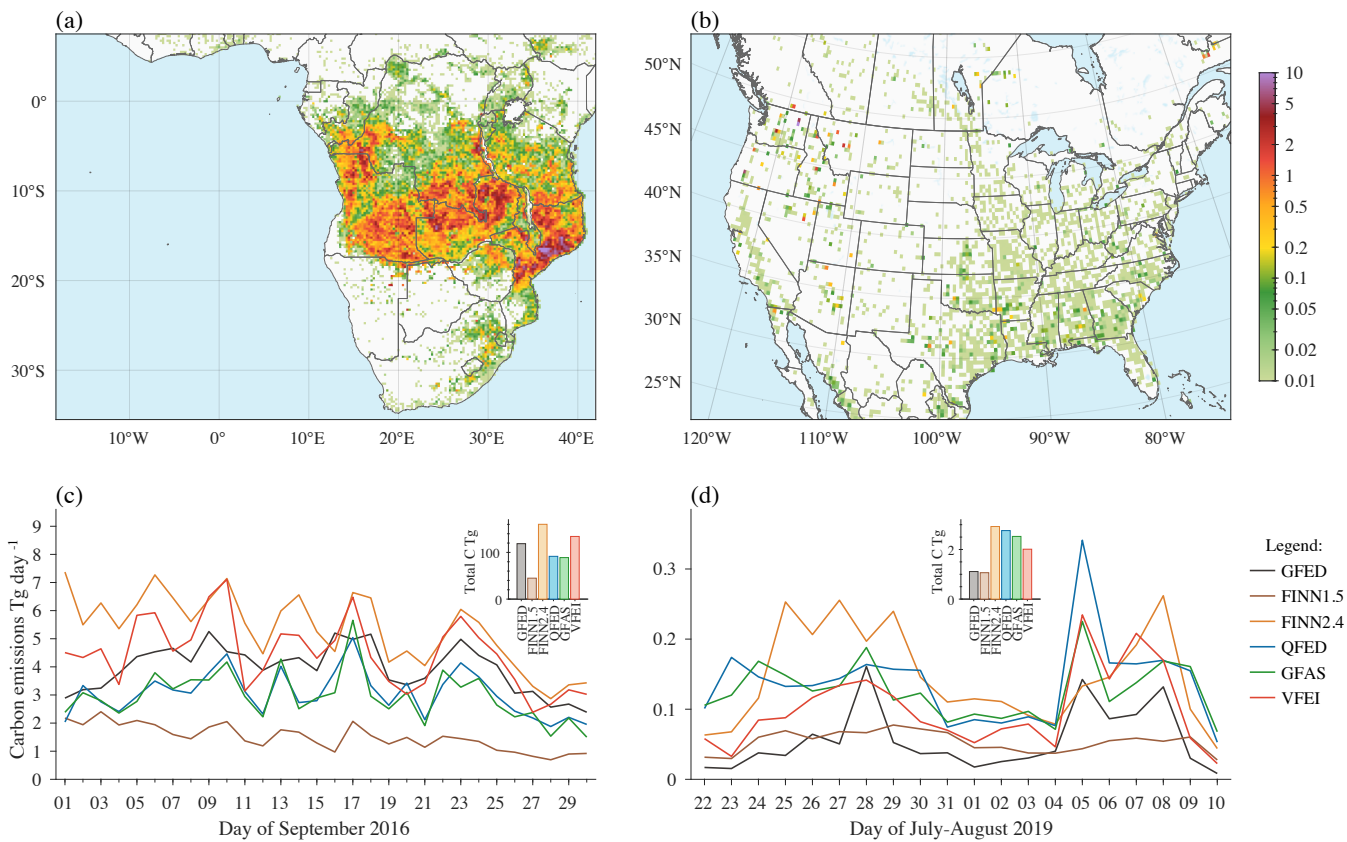 (a)
(b)
0°
10°S
20°S
30°S
10°W 0° 10°E 20°E 30°E 40°E
50°N
45°N
40°N
35°N
30°N
25°N
120°W 110°W 100°W 90°W 80°W
10
5
2
1
0.5
0.2
0.1
0.05
0.02
0.01
(c)
Carbon emissions Tg day -1
9
8
7
6
5
4
3
2
1
0
01 03 05 07 09 11 13 15 17 19 21 23 25 27 29
Day of September 2016
Total C Tg
100
0
GFED
FINN1.5
FINN2.4
QFED
GFAS
VFEI
(d)
0.3
0.2
0.1
0
22 23 24 25 26 27 28 29 30 31 01 02 03 04 05 06 07 08 09 10
Day of July-August 2019
Total C Tg
2
0
GFED
FINN1.5
FINN2.4
QFED
GFAS
VFEI
Legend:
GFED
FINN1.5
FINN2.4
QFED
GFAS
VFEI